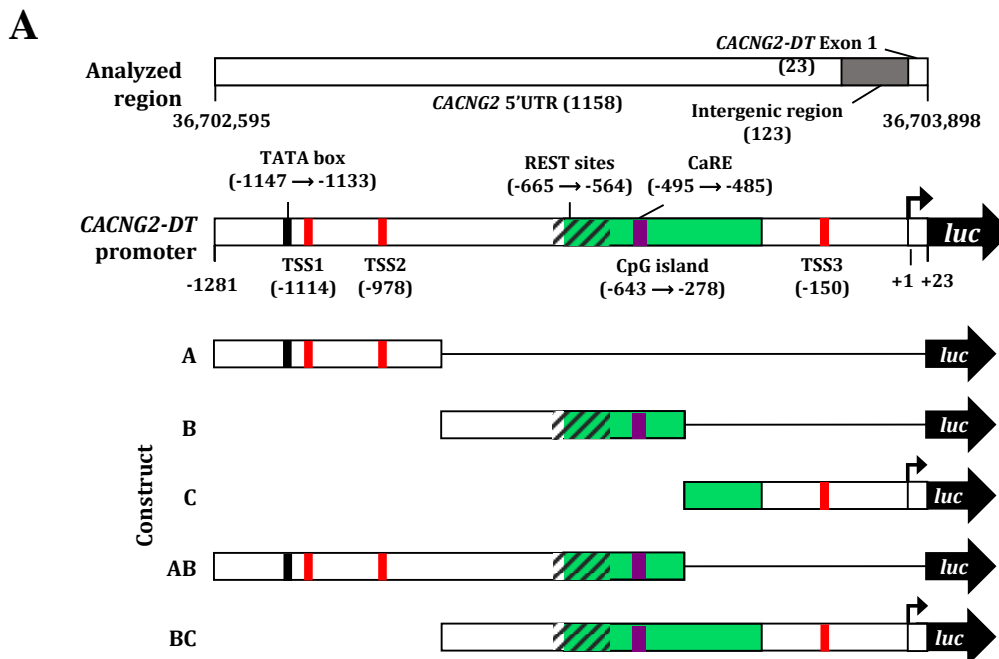 A
CACNG2-DT Exon 1
(23)
Analyzed
region
CACNG2 5'UTR (1158)
Intergenic region
(123)
36,702,595
36,703,898
TATA box
(-1147 → -1133)
REST sites
(-665 → -564)
CaRE
(-495 → -485)
CACNG2-DT
promoter
luc
-1281
TSS1
(-1114)
TSS2
(-978)
CpG island
(-643 → -278)
TSS3
(-150)
+1
+23
Construct
A
luc
B
luc
C
luc
AB
luc
BC
luc